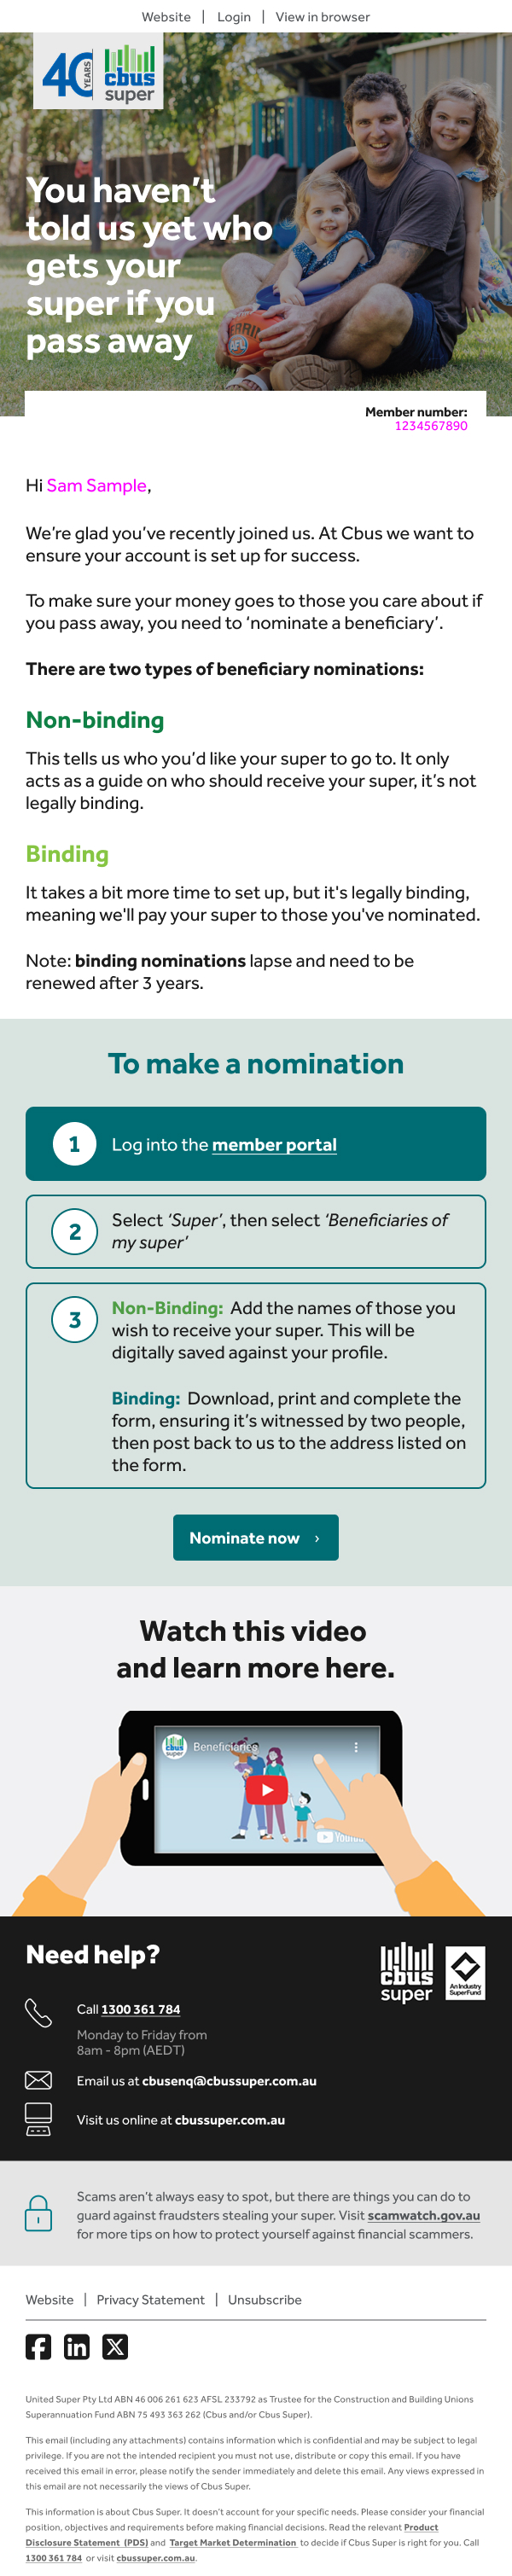 Website | Login | View in browser
40 YEARS
cbus
super
You haven't
told us yet who
gets your
super if you
pass away
AFL
Member number:
1234567890
Hi Sam Sample,
We're glad you've recently joined us. At Cbus we want to
ensure your account is set up for success.
To make sure your money goes to those you care about if
you pass away, you need to 'nominate a beneficiary'.
There are two types of beneficiary nominations:
Non-binding
This tells us who you'd like your super to go to. It only
acts as a guide on who should receive your super, it's not
legally binding.
Binding
It takes a bit more time to set up, but it's legally binding,
meaning we'll pay your super to those you've nominated.
Note: binding nominations lapse and need to be
renewed after 3 years.
To make a nomination
1 Log into the member portal
2 Select 'Super', then select 'Beneficiaries of
my super'
3 Non-Binding: Add the names of those you
wish to receive your super. This will be
digitally saved against your profile.
Binding: Download, print and complete the
form, ensuring it's witnessed by two people,
then post back to us to the address listed on
the form.
Nominate now ›
Watch this video
and learn more here.
cbus super Beneficiaries
YouTube
Need help?
cbus
super
An Industry
SuperFund
Call 1300 361 784
Monday to Friday from
8am - 8pm (AEDT)
Email us at cbusenq@cbussuper.com.au
Visit us online at cbussuper.com.au
Scams aren't always easy to spot, but there are things you can do to
guard against fraudsters stealing your super. Visit scamwatch.gov.au
for more tips on how to protect yourself against financial scammers.
Website | Privacy Statement | Unsubscribe
United Super Pty Ltd ABN 46 006 261 623 AFSL 233792 as Trustee for the Construction and Building Unions
Superannuation Fund ABN 75 493 363 262 (Cbus and/or Cbus Super).
This email (including any attachments) contains information which is confidential and may be subject to legal
privilege. If you are not the intended recipient you must not use, distribute or copy this email. If you have
received this email in error, please notify the sender immediately and delete this email. Any views expressed in
this email are not necessarily the views of Cbus Super.
This information is about Cbus Super. It doesn't account for your specific needs. Please consider your financial
position, objectives and requirements before making financial decisions. Read the relevant Product
Disclosure Statement (PDS) and Target Market Determination to decide if Cbus Super is right for you. Call
1300 361 784 or visit cbussuper.com.au.